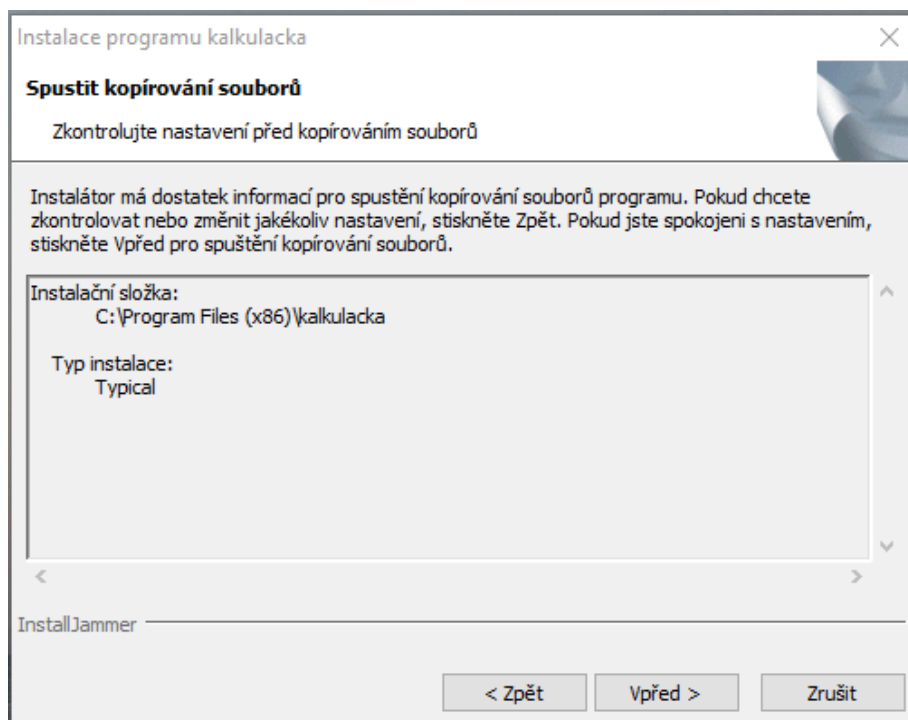 Instalace programu kalkulacka
Spustit kopírování souborů
Zkontrolujte nastavení před kopírováním souborů
Instalátor má dostatek informací pro spuštění kopírování souborů programu. Pokud chcete
zkontrolovat nebo změnit jakékoliv nastavení, stiskněte Zpět. Pokud jste spokojeni s nastavením,
stiskněte Vpřed pro spuštění kopírování souborů.
Instalační složka:
C:\Program Files (x86)\kalkulacka
Typ instalace:
Typical
InstallJammer
< Zpět
Vpřed >
Zrušit